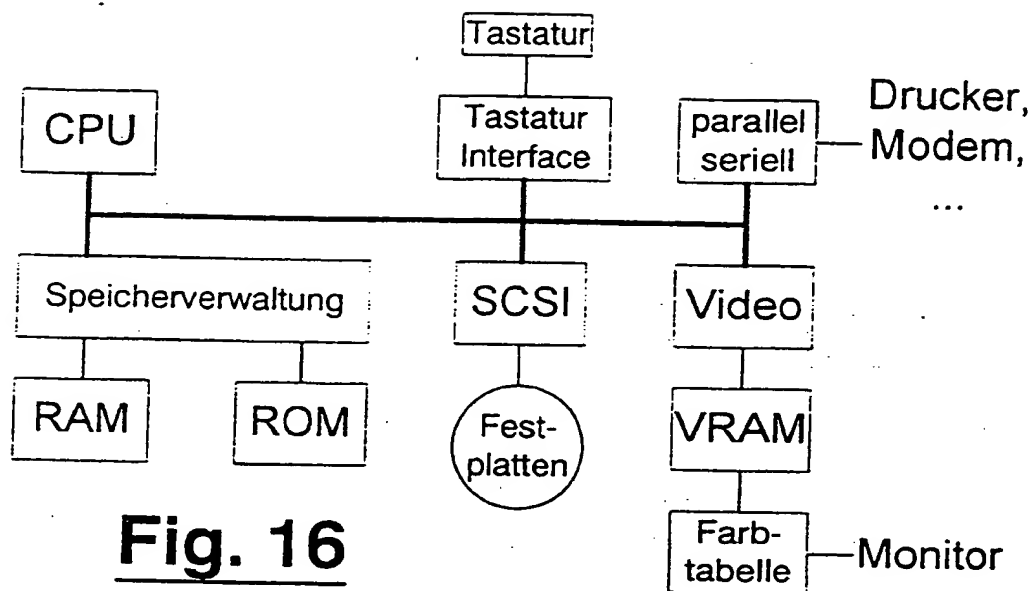 Tastatur
CPU
Tastatur
Interface
parallel
seriell
Drucker,
Modem,
...
Speicherverwaltung
SCSI
Video
RAM
ROM
Fest-
platten
VRAM
Farb-
tabelle
Monitor
Fig. 16